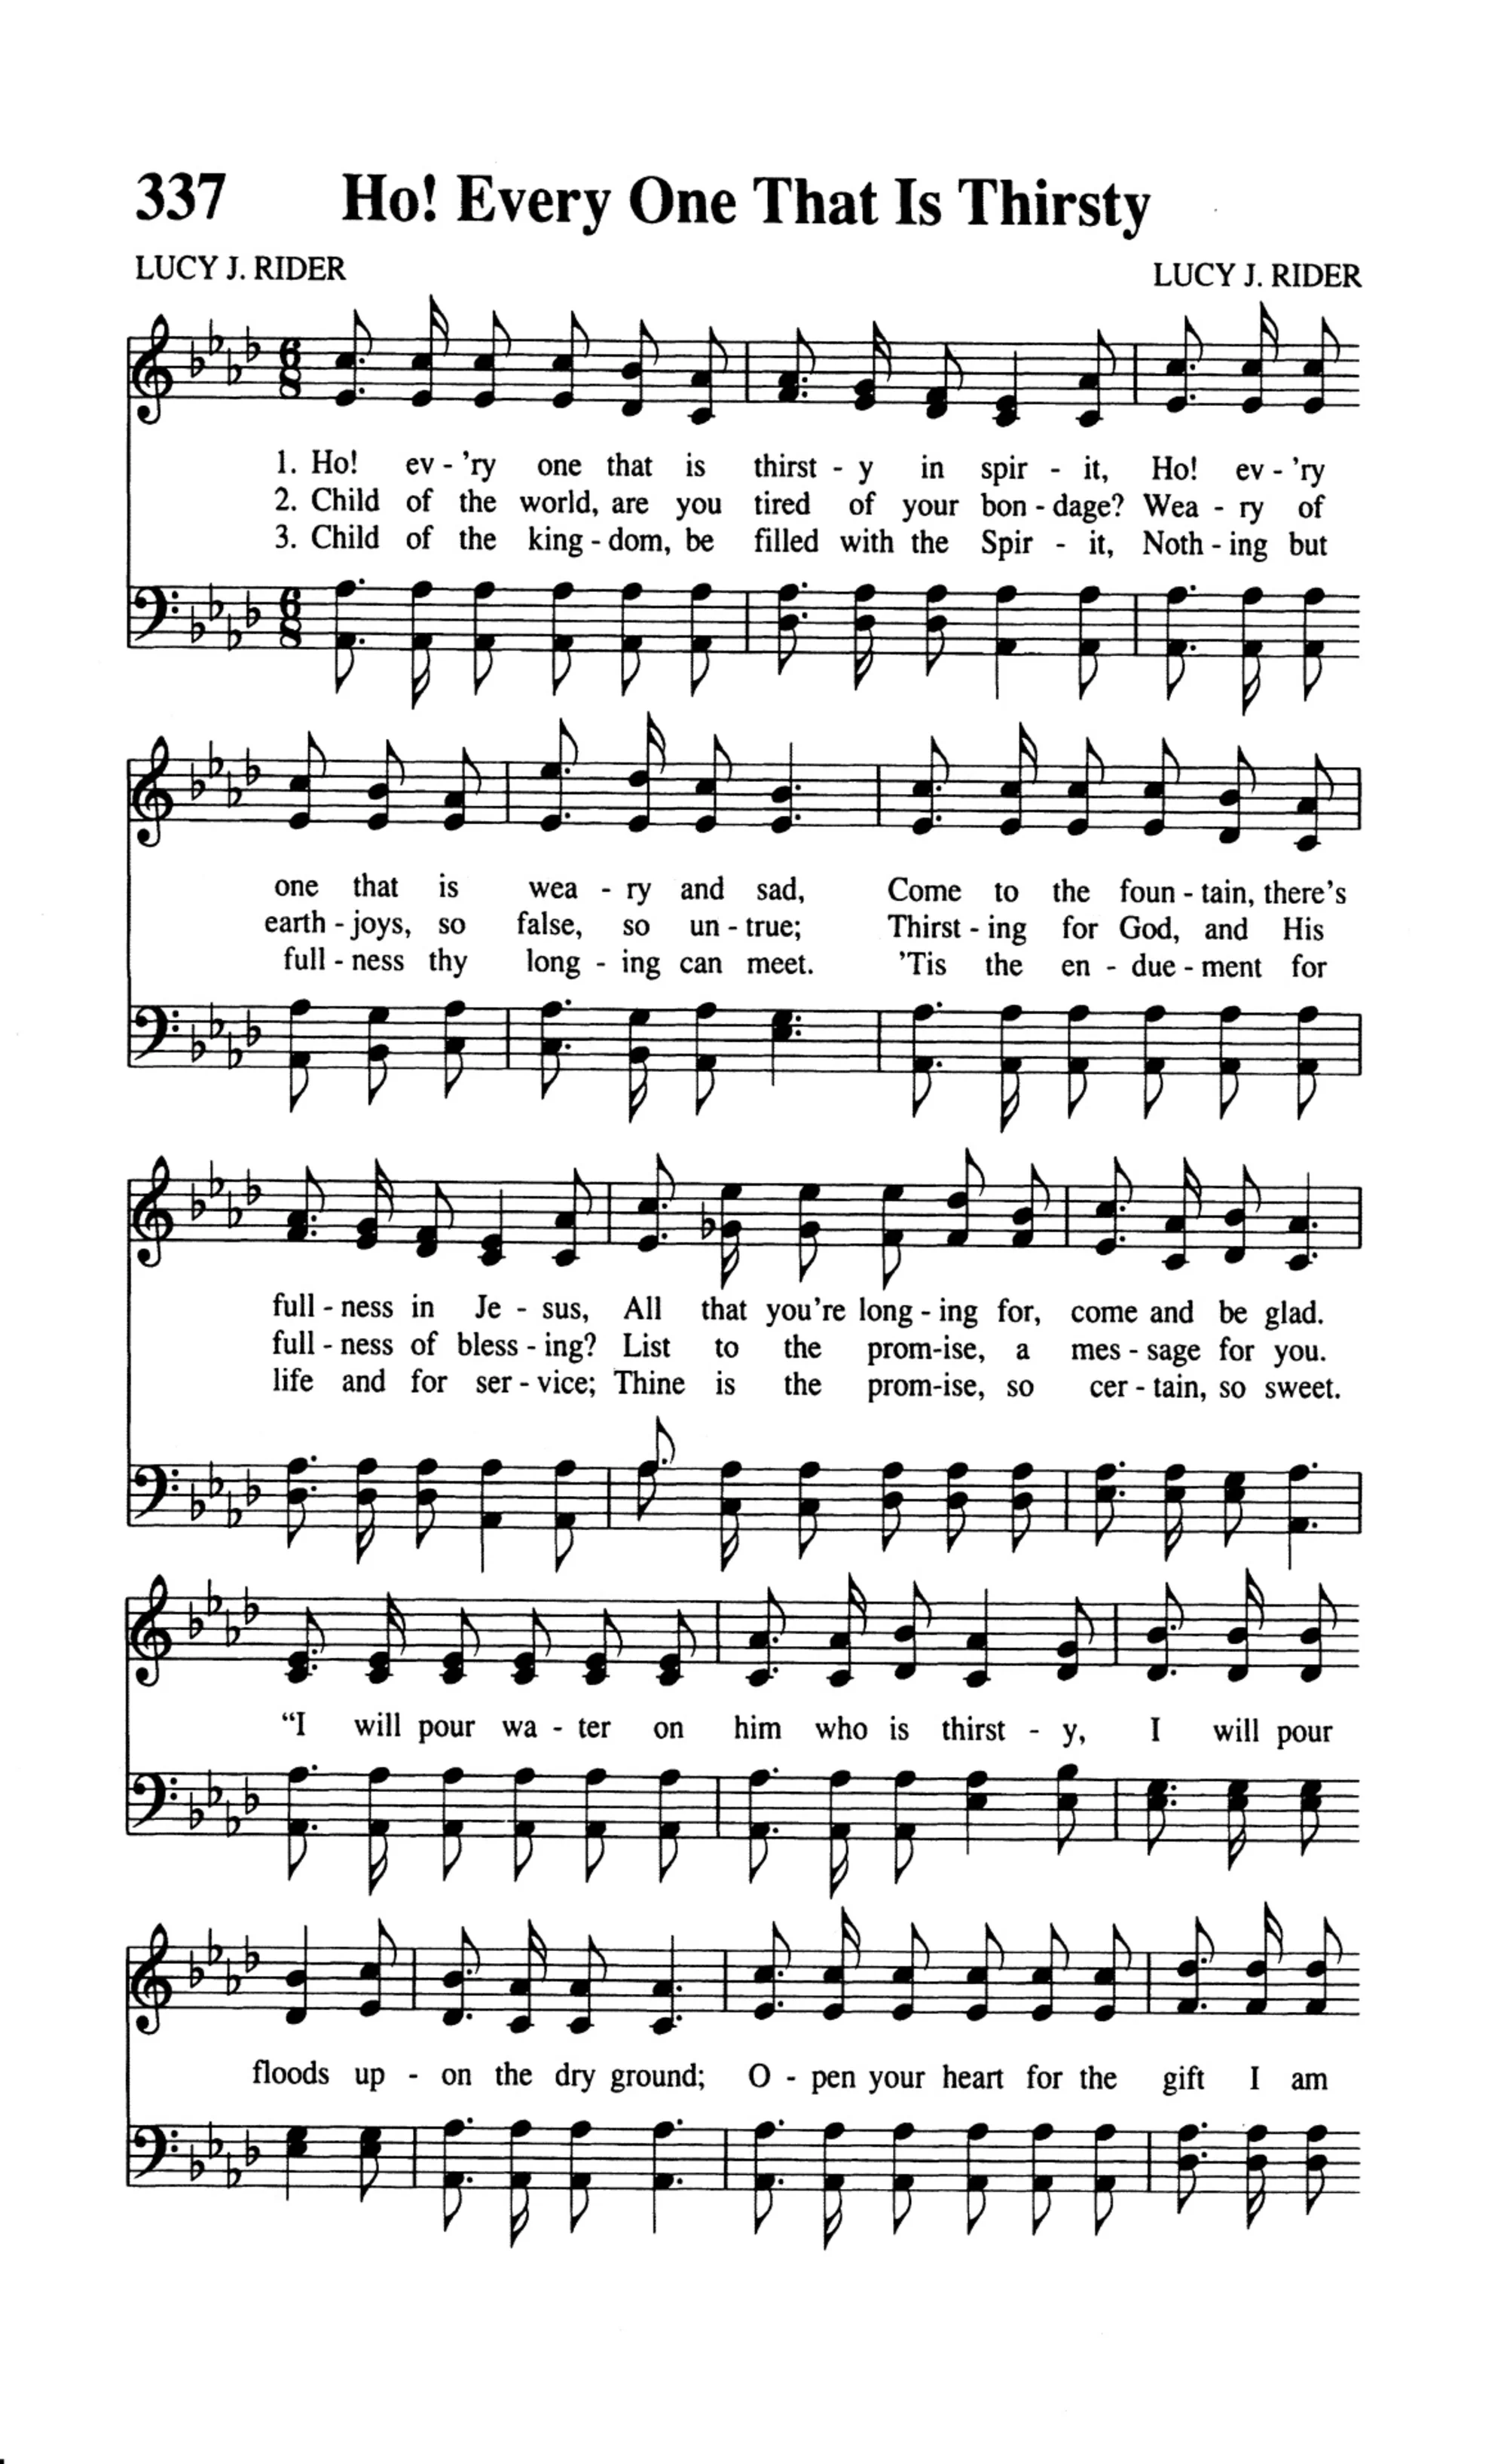 337 Ho! Every One That Is Thirsty
LUCY J. RIDER LUCY J. RIDER
6 8
1. Ho! ev - 'ry one that is thirst - y in spir - it, Ho! ev - 'ry
2. Child of the world, are you tired of your bon - dage? Wea - ry of
3. Child of the king - dom, be filled with the Spir - it, Noth - ing but
6 8
one that is wea - ry and sad, Come to the foun - tain, there's
earth - joys, so false, so un - true; Thirst - ing for God, and His
full - ness thy long - ing can meet. 'Tis the en - due - ment for
full - ness in Je - sus, All that you're long - ing for, come and be glad.
full - ness of bless - ing? List to the prom-ise, a mes - sage for you.
life and for ser - vice; Thine is the prom-ise, so cer - tain, so sweet.
“I will pour wa - ter on him who is thirst - y, I will pour
floods up - on the dry ground; O - pen your heart for the gift I am